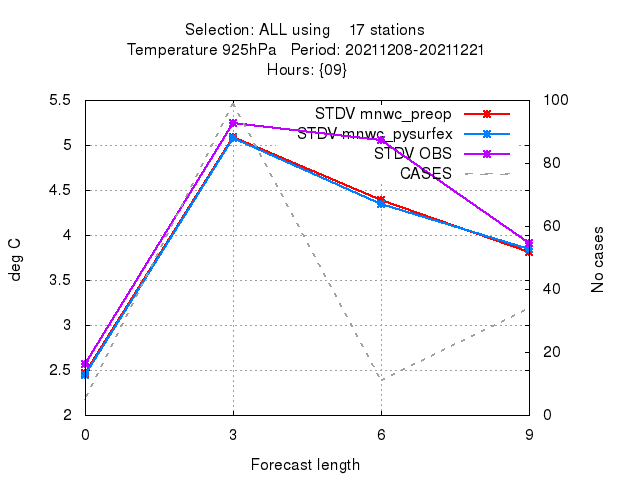 Selection: ALL using    17 stations
Temperature 925hPa   Period: 20211208-20211221
Hours: {09}
5.5
5
4.5
4
3.5
3
2.5
2
deg C
STDV mnwc_preop
STDV mnwc_pysurfex
STDV OBS
CASES
100
80
60
40
20
0
No cases
0 3 6 9
Forecast length